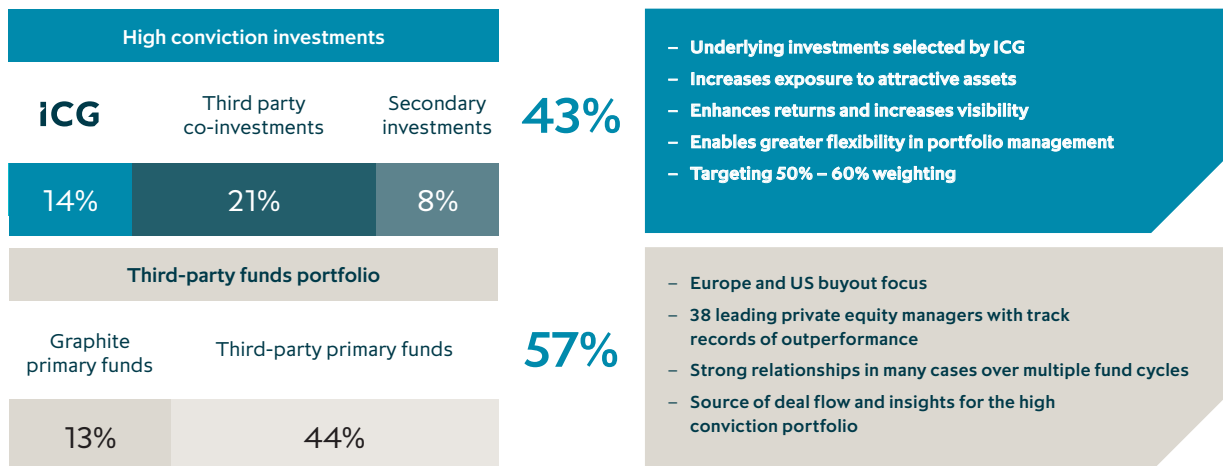 High conviction investments
ICG
Third party
co-investments
Secondary
investments
43%
14%
21%
8%
– Underlying investments selected by ICG
– Increases exposure to attractive assets
– Enhances returns and increases visibility
– Enables greater flexibility in portfolio management
– Targeting 50% – 60% weighting
Third-party funds portfolio
Graphite
primary funds
Third-party primary funds
57%
13%
44%
– Europe and US buyout focus
– 38 leading private equity managers with track
records of outperformance
– Strong relationships in many cases over multiple fund cycles
– Source of deal flow and insights for the high
conviction portfolio